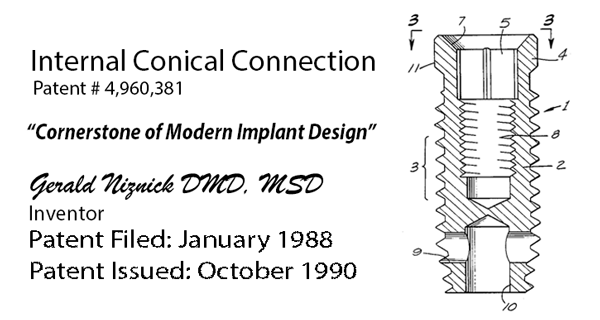 Internal Conical Connection
Patent # 4,960,381
“Cornerstone of Modern Implant Design”
Gerald Niznick DMD, MSD
Inventor
Patent Filed: January 1988
Patent Issued: October 1990
3 7 5 3
4
11
1
8
3
2
9
10